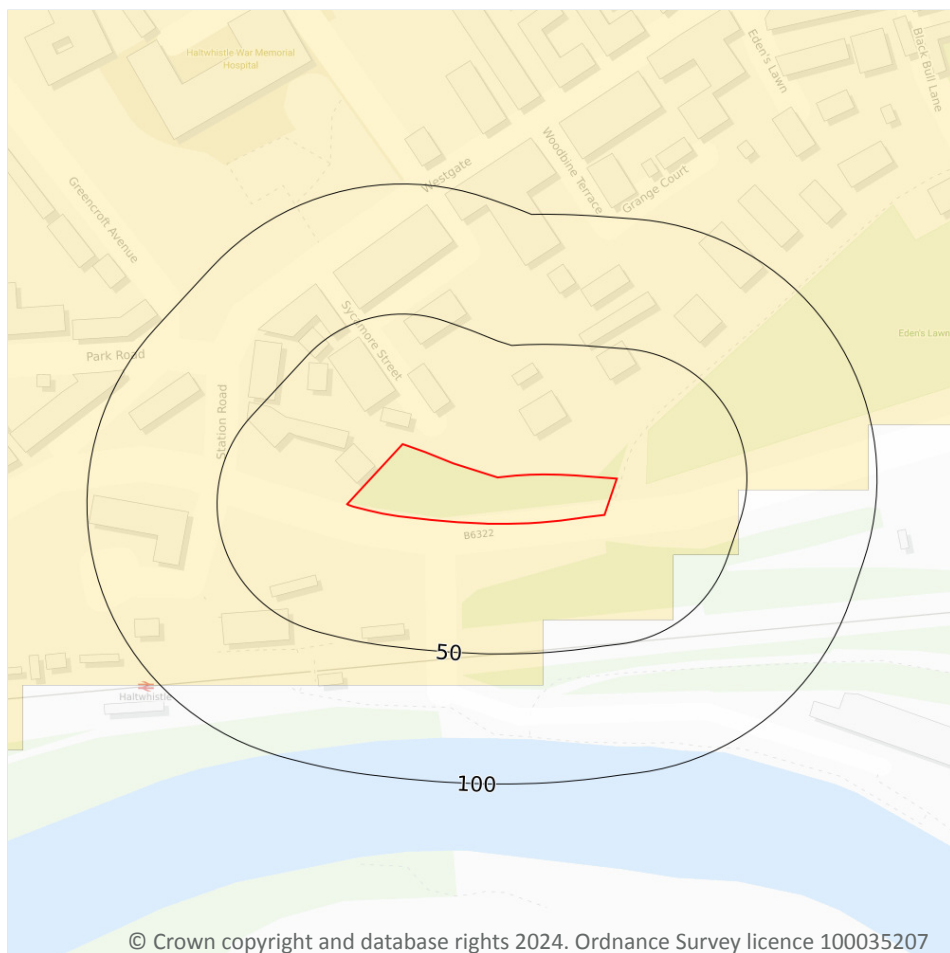 Haltwhistle War Memorial
Hospital
Eden's Lawn
Black Bull Lane
Westgate
Woodbine Terrace
Grange Court
Greencroft Avenue
Sycamore Street
Park Road
Station Road
Eden's Lawn
B6322
50
Haltwhistle
100
© Crown copyright and database rights 2024. Ordnance Survey licence 100035207